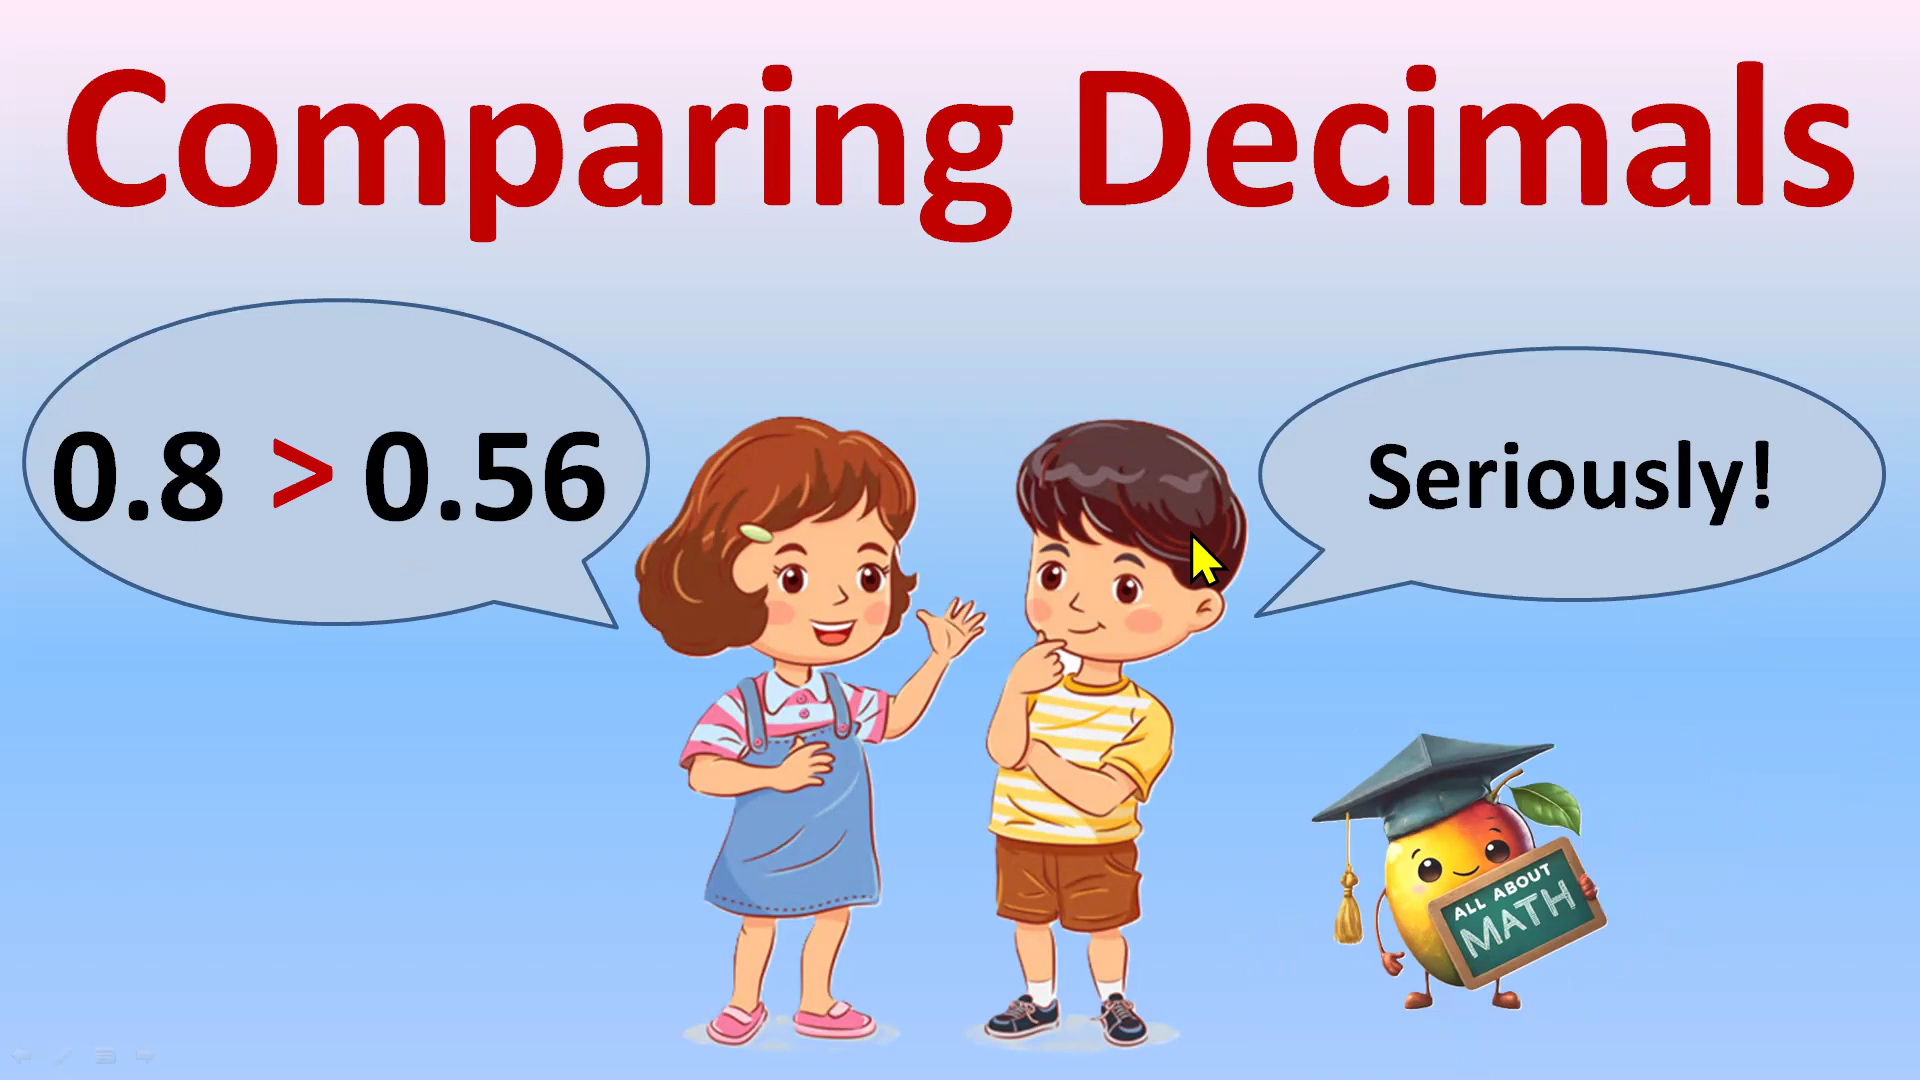 Comparing Decimals
0.8 > 0.56
Seriously!
ALL ABOUT
MATH